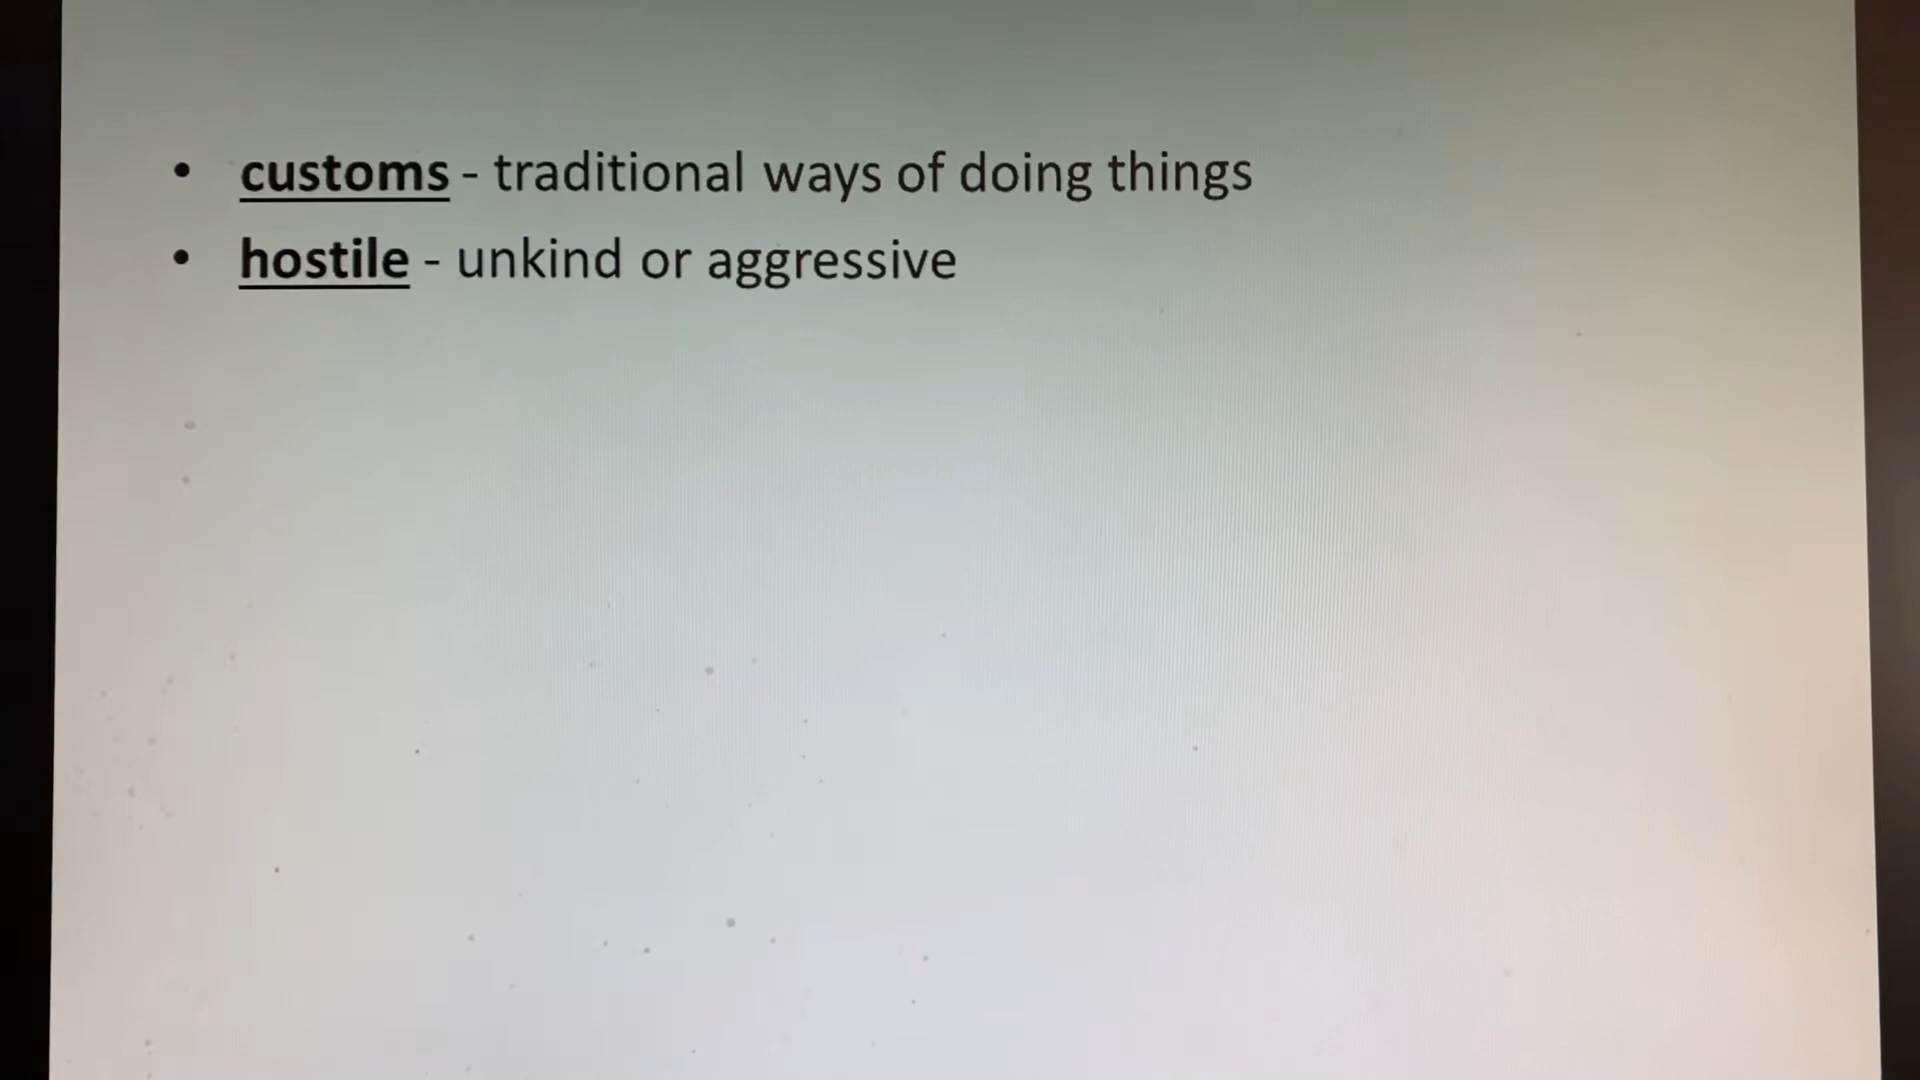 • customs - traditional ways of doing things
• hostile - unkind or aggressive